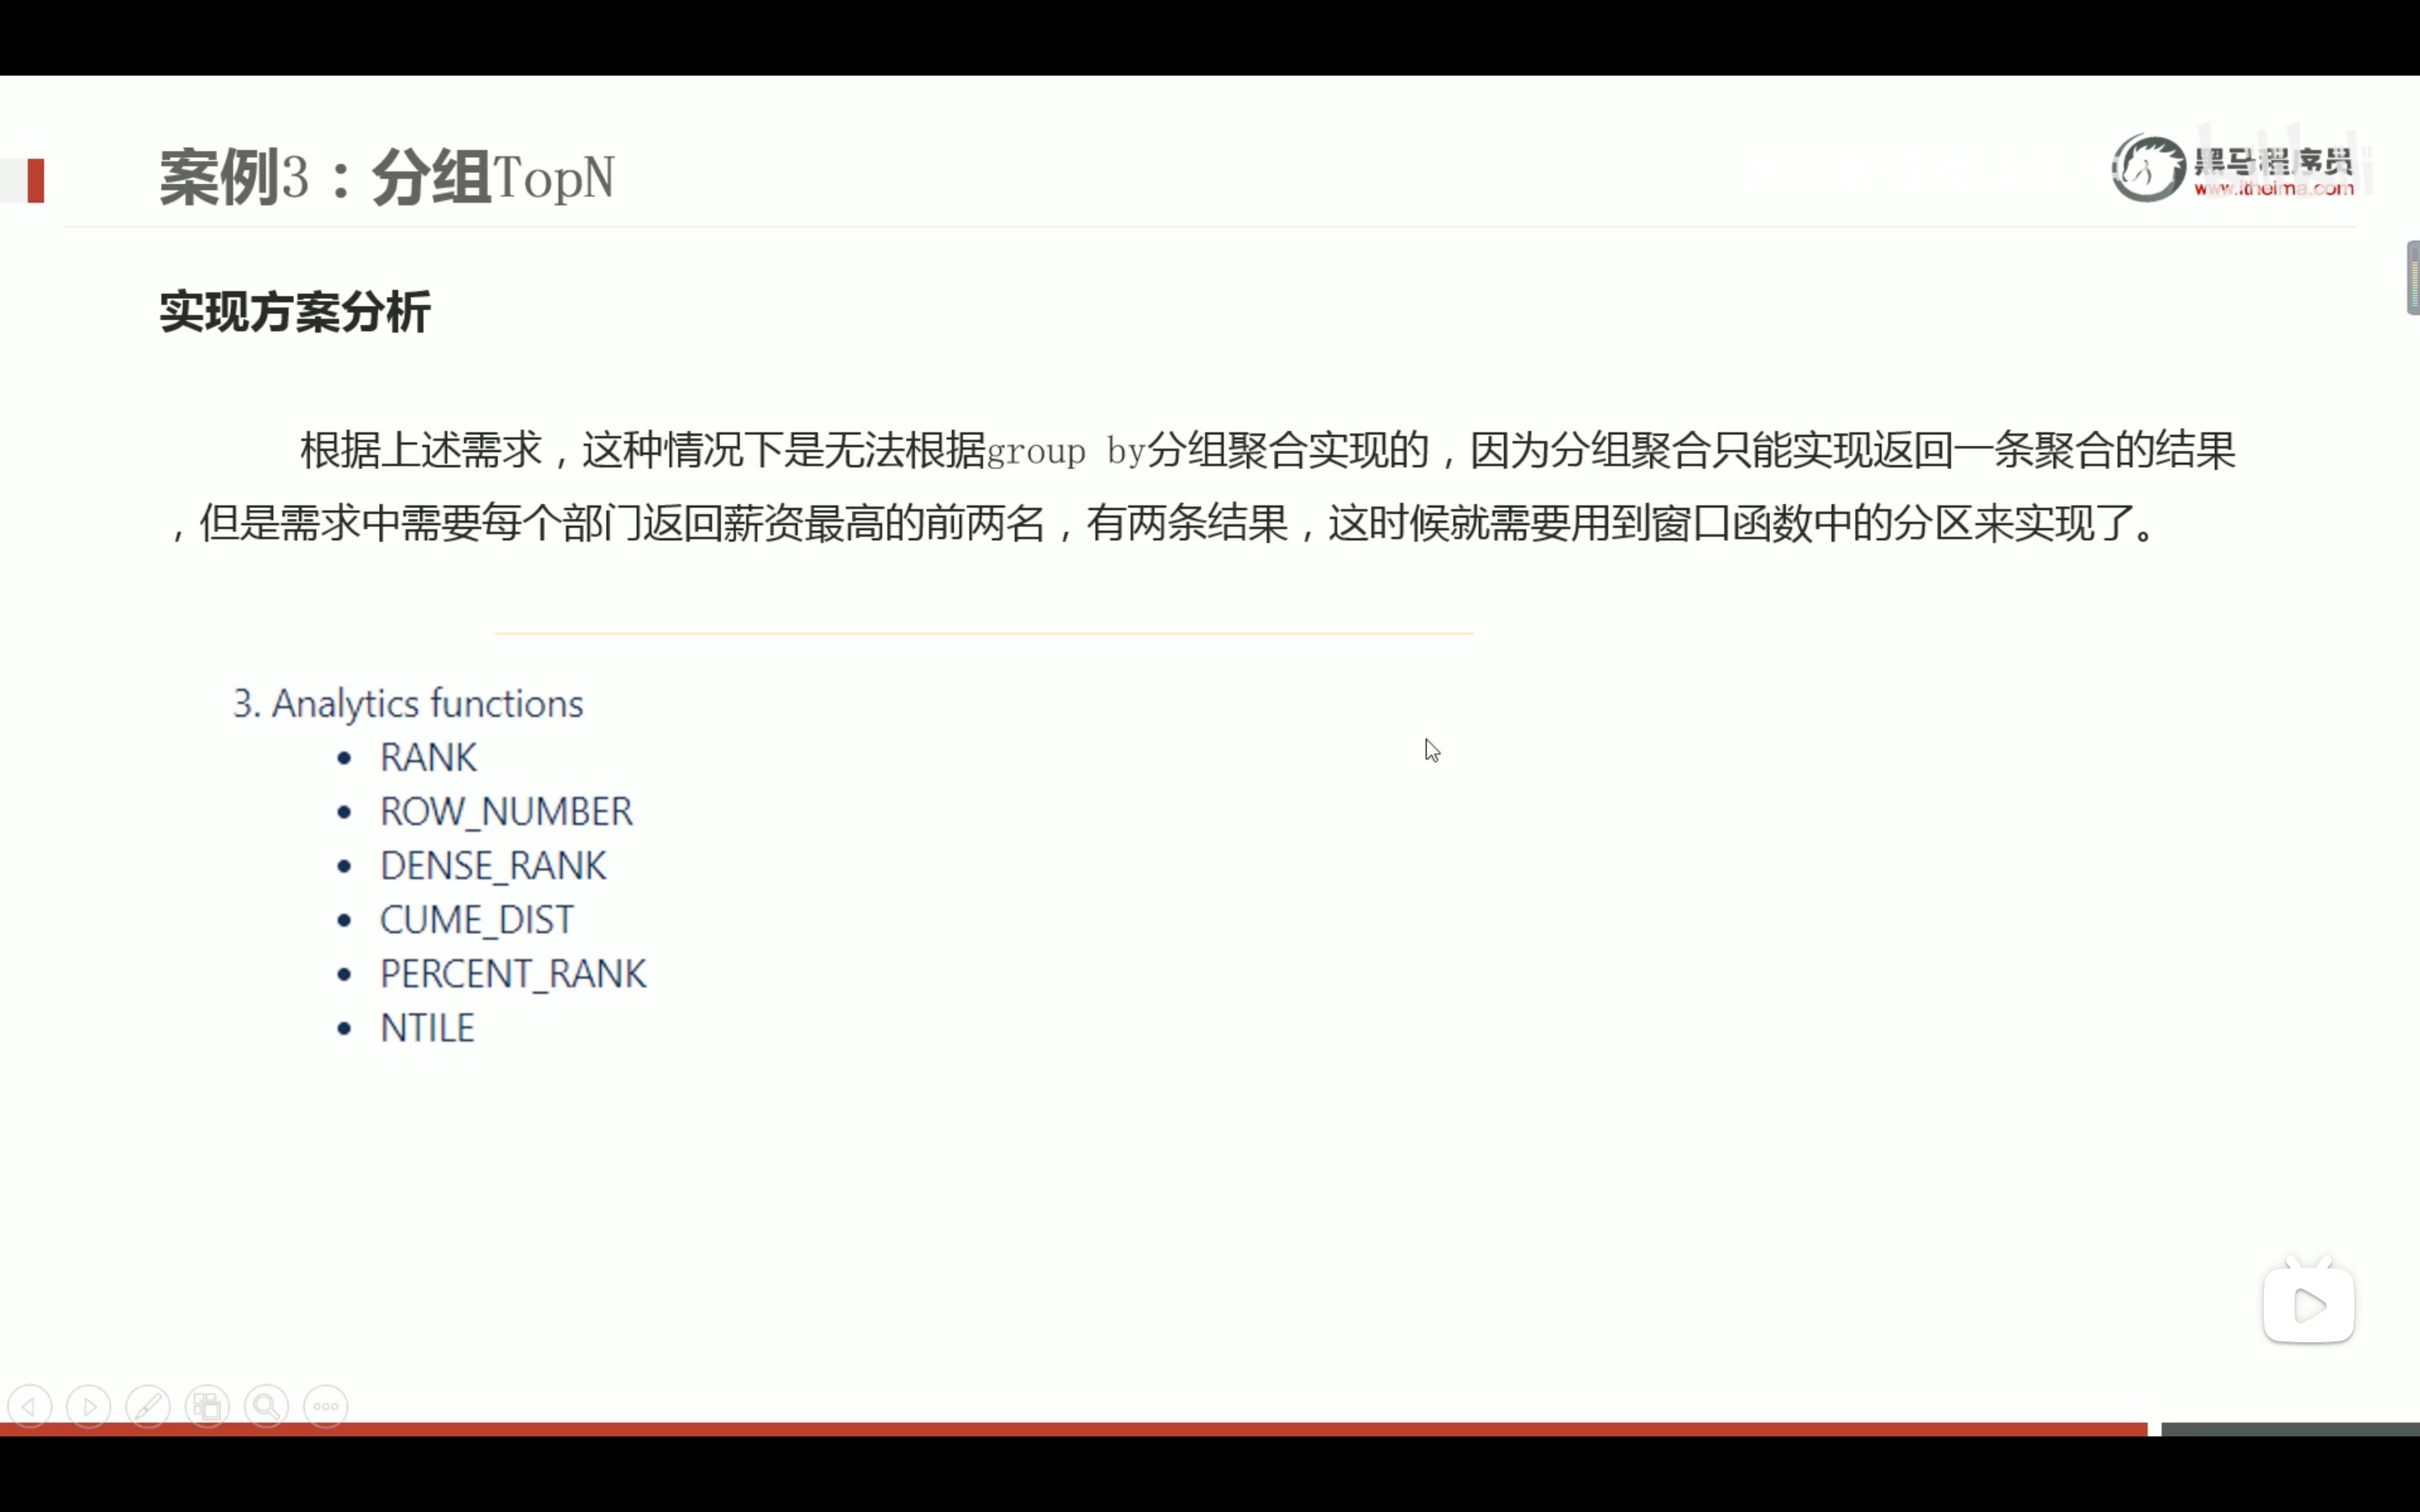 案例3：分组TopN
黑马程序员
www.itheima.com
实现方案分析
根据上述需求，这种情况下是无法根据group by分组聚合实现的，因为分组聚合只能实现返回一条聚合的结果
，但是需求中需要每个部门返回薪资最高的前两名，有两条结果，这时候就需要用到窗口函数中的分区来实现了。
3. Analytics functions
• RANK
• ROW_NUMBER
• DENSE_RANK
• CUME_DIST
• PERCENT_RANK
• NTILE